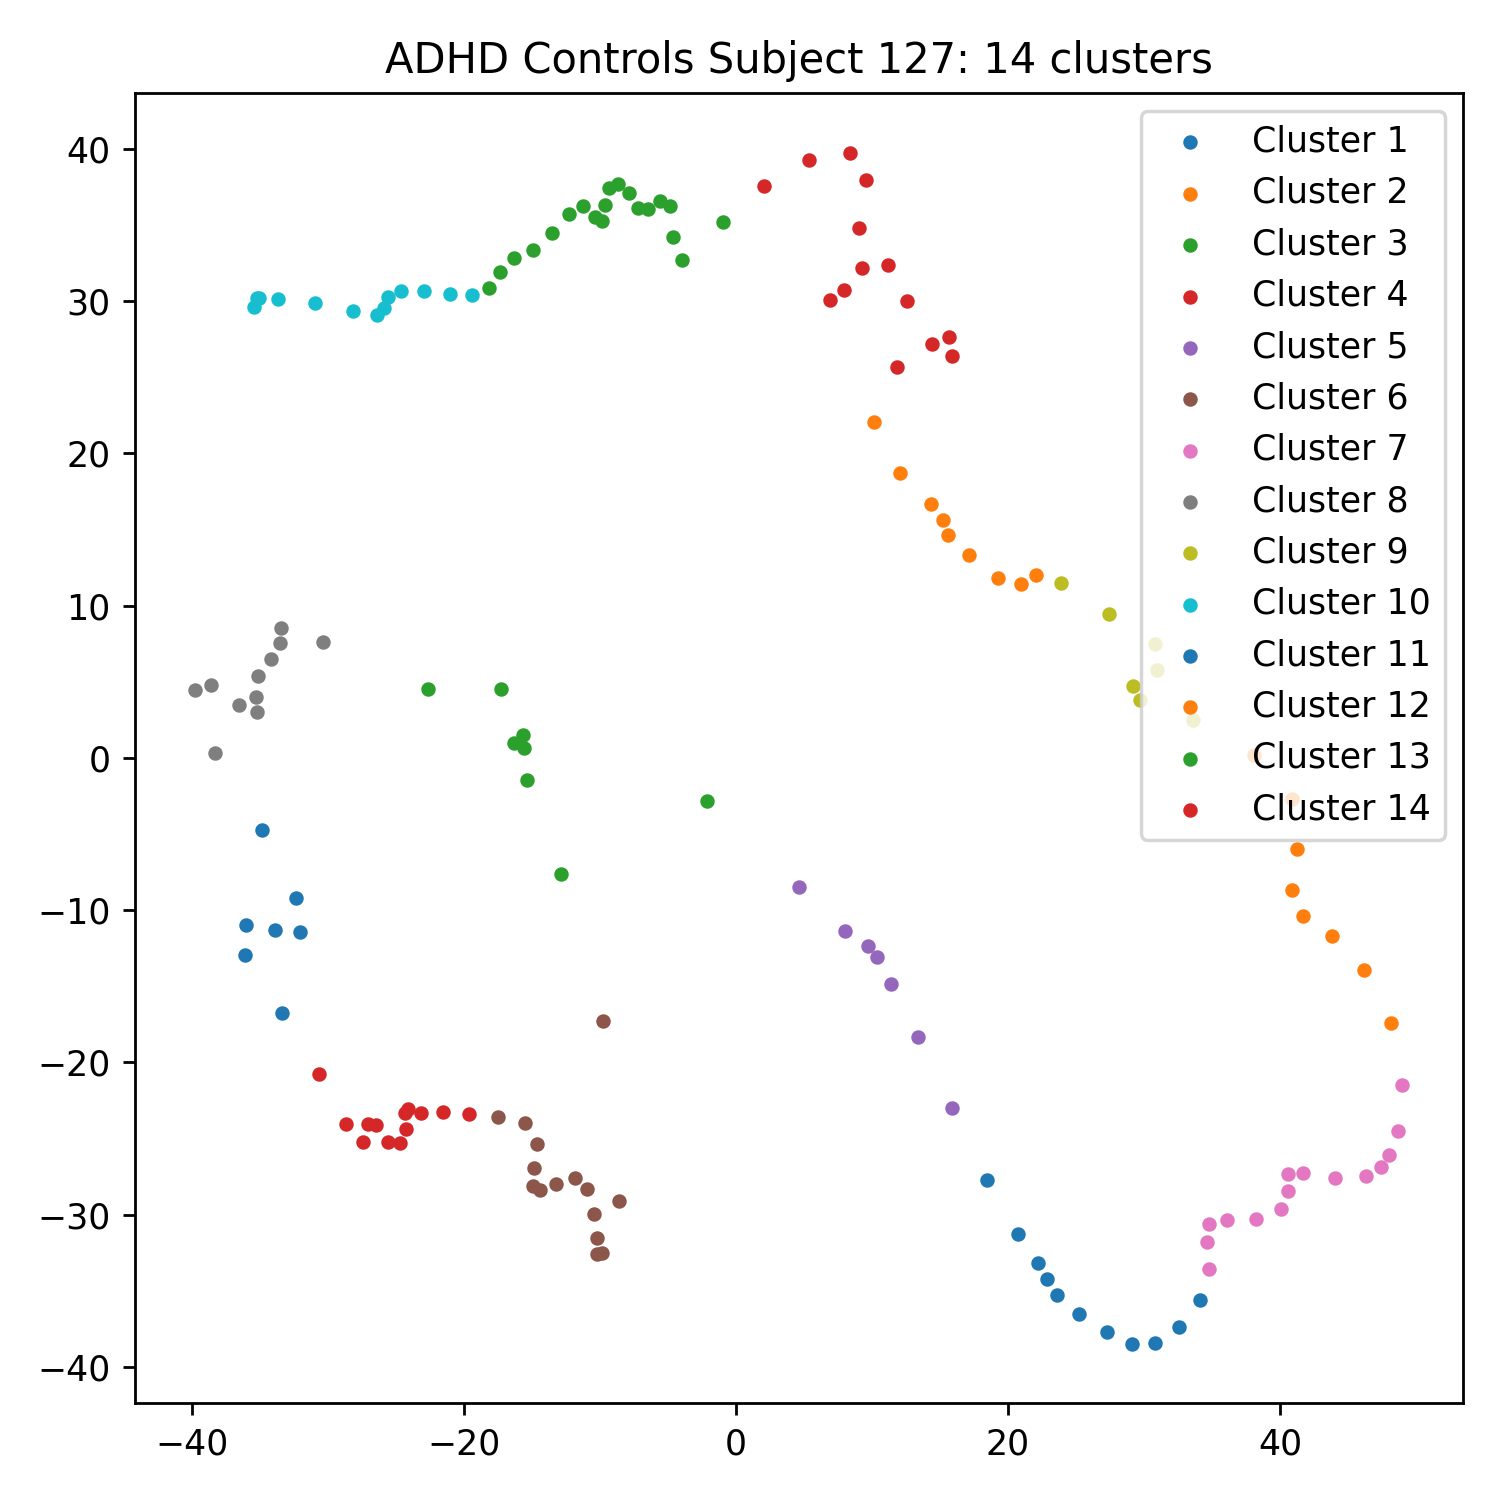 ADHD Controls Subject 127: 14 clusters
40
30
20
10
0
−10
−20
−30
−40
−40
−20
0
20
40
Cluster 1
Cluster 2
Cluster 3
Cluster 4
Cluster 5
Cluster 6
Cluster 7
Cluster 8
Cluster 9
Cluster 10
Cluster 11
Cluster 12
Cluster 13
Cluster 14